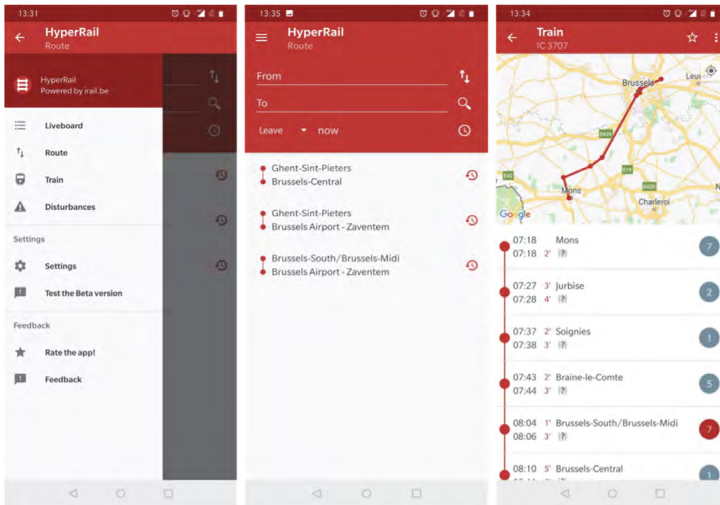 13:31
HyperRail
Route
HyperRail
Powered by irail.be
Liveboard
Route
Train
Disturbances
Settings
Settings
Test the Beta version
Feedback
Rate the app!
Feedback
13:35
HyperRail
Route
From
To
Leave now
Ghent-Sint-Pieters
Brussels-Central
Ghent-Sint-Pieters
Brussels Airport - Zaventem
Brussels-South/Brussels-Midi
Brussels Airport - Zaventem
13:34
Train
IC 3707
Brussels
Leuv
E429
E42
E19
E420
Mons
Charleroi
Google
07:18 Mons 7
07:18 2' ?
07:27 3' Jurbise 2
07:28 4' ?
07:37 2' Soignies 1
07:38 3' ?
07:43 2' Braine-le-Comte 5
07:44 3' ?
08:04 1' Brussels-South/Brussels-Midi 7
08:06 3' ?
08:10 5' Brussels-Central 1